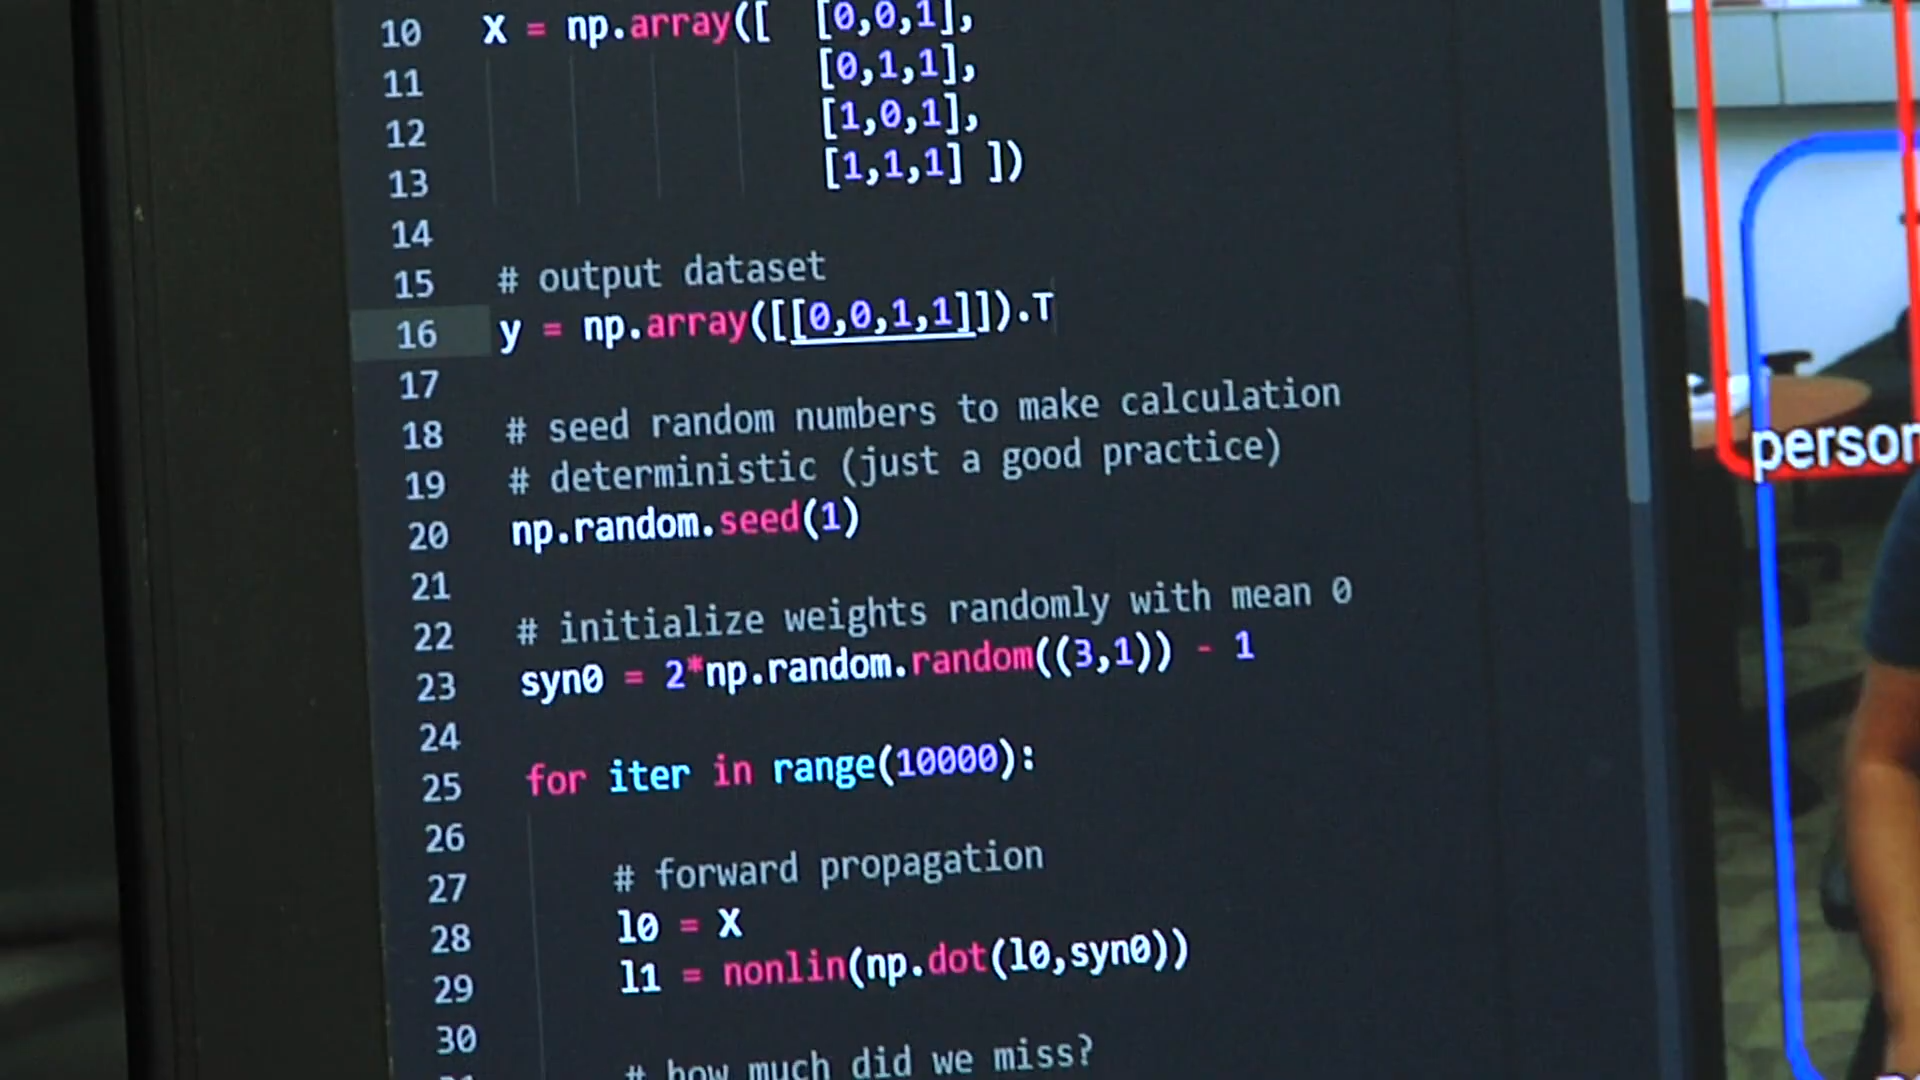 10 X = np.array([ [0,0,1],
11 [0,1,1],
12 [1,0,1],
13 [1,1,1] ])
14
15 # output dataset
16 y = np.array([[0,0,1,1]]).T
17
18 # seed random numbers to make calculation
19 # deterministic (just a good practice)
20 np.random.seed(1)
21
22 # initialize weights randomly with mean 0
23 syn0 = 2*np.random.random((3,1)) - 1
24
25 for iter in range(10000):
26
27 # forward propagation
28 l0 = X
29 l1 = nonlin(np.dot(l0,syn0))
30
# how much did we miss?
person